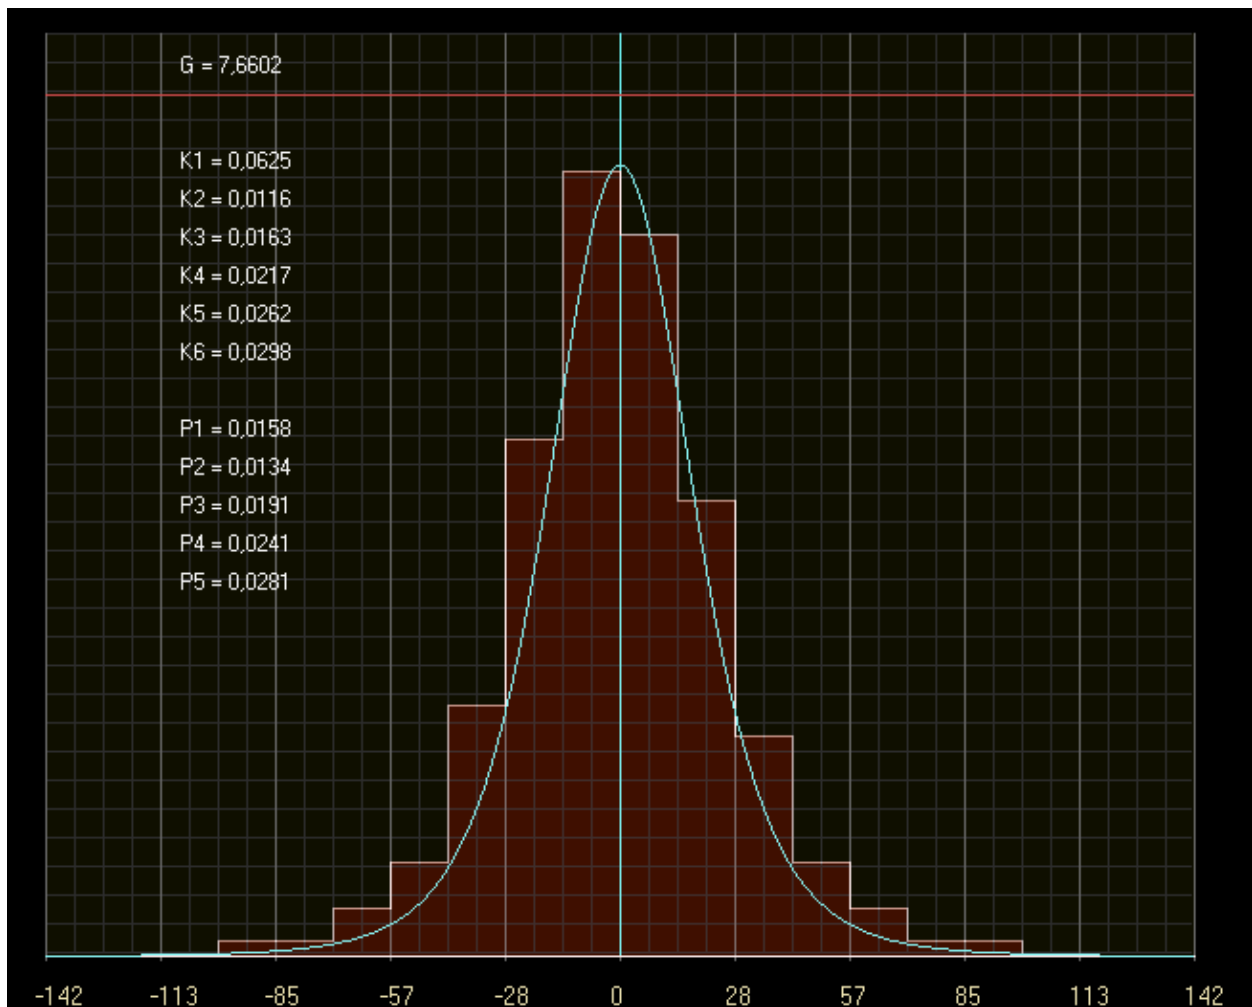 G = 7,6602
K1 = 0,0625
K2 = 0,0116
K3 = 0,0163
K4 = 0,0217
K5 = 0,0262
K6 = 0,0298
P1 = 0,0158
P2 = 0,0134
P3 = 0,0191
P4 = 0,0241
P5 = 0,0281
-142 -113 -85 -57 -28 0 28 57 85 113 142